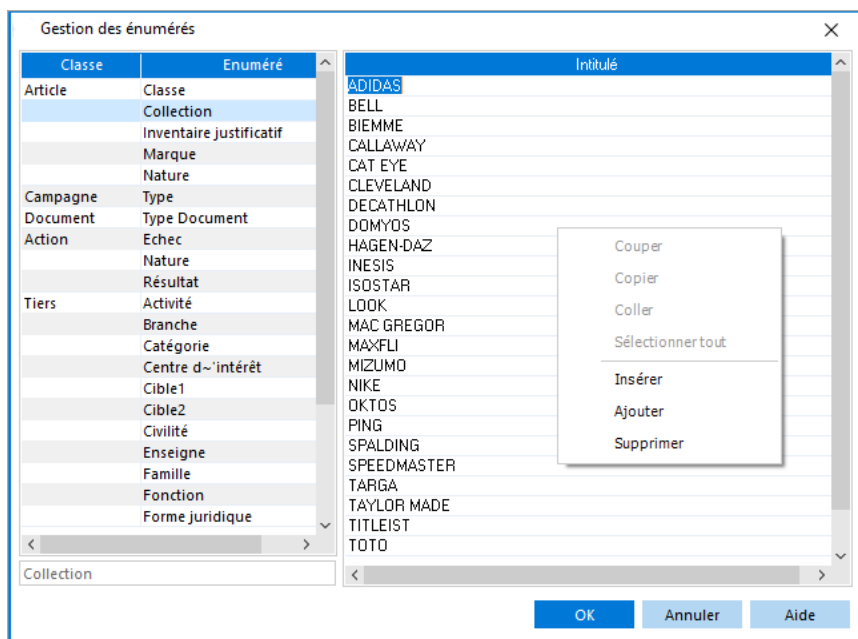 Gestion des énumérés
Classe Enuméré
Article Classe
Collection
Inventaire justificatif
Marque
Nature
Campagne Type
Document Type Document
Action Echec
Nature
Résultat
Tiers Activité
Branche
Catégorie
Centre d~'intérêt
Cible1
Cible2
Civilité
Enseigne
Famille
Fonction
Forme juridique
Collection
Intitulé
ADIDAS
BELL
BIEMME
CALLAWAY
CAT EYE
CLEVELAND
DECATHLON
DOMYOS
HAGEN-DAZ
INESIS
ISOSTAR
LOOK
MAC GREGOR
MAXFLI
MIZUMO
NIKE
OKTOS
PING
SPALDING
SPEEDMASTER
TARGA
TAYLOR MADE
TITLEIST
TOTO
Couper
Copier
Coller
Sélectionner tout
Insérer
Ajouter
Supprimer
OK Annuler Aide